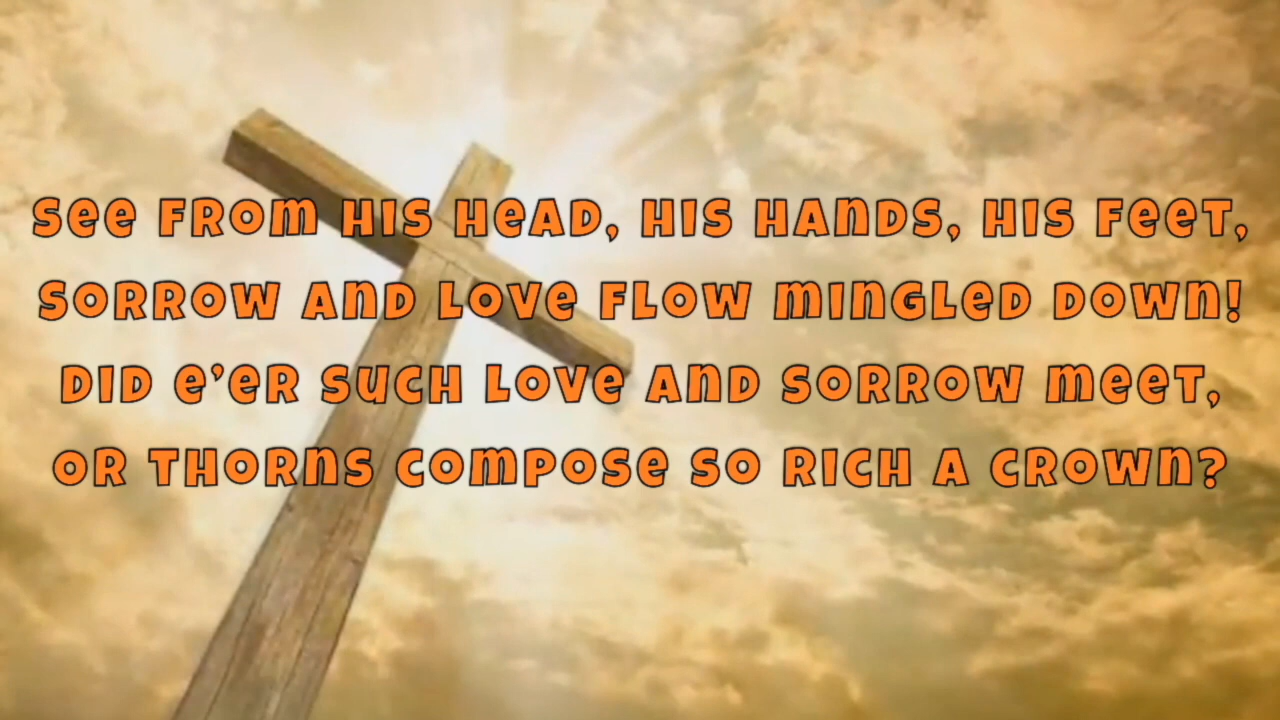 See from His head, His hands, His feet,
Sorrow and love flow mingled down!
Did e’er such love and sorrow meet,
Or thorns compose so rich a crown?